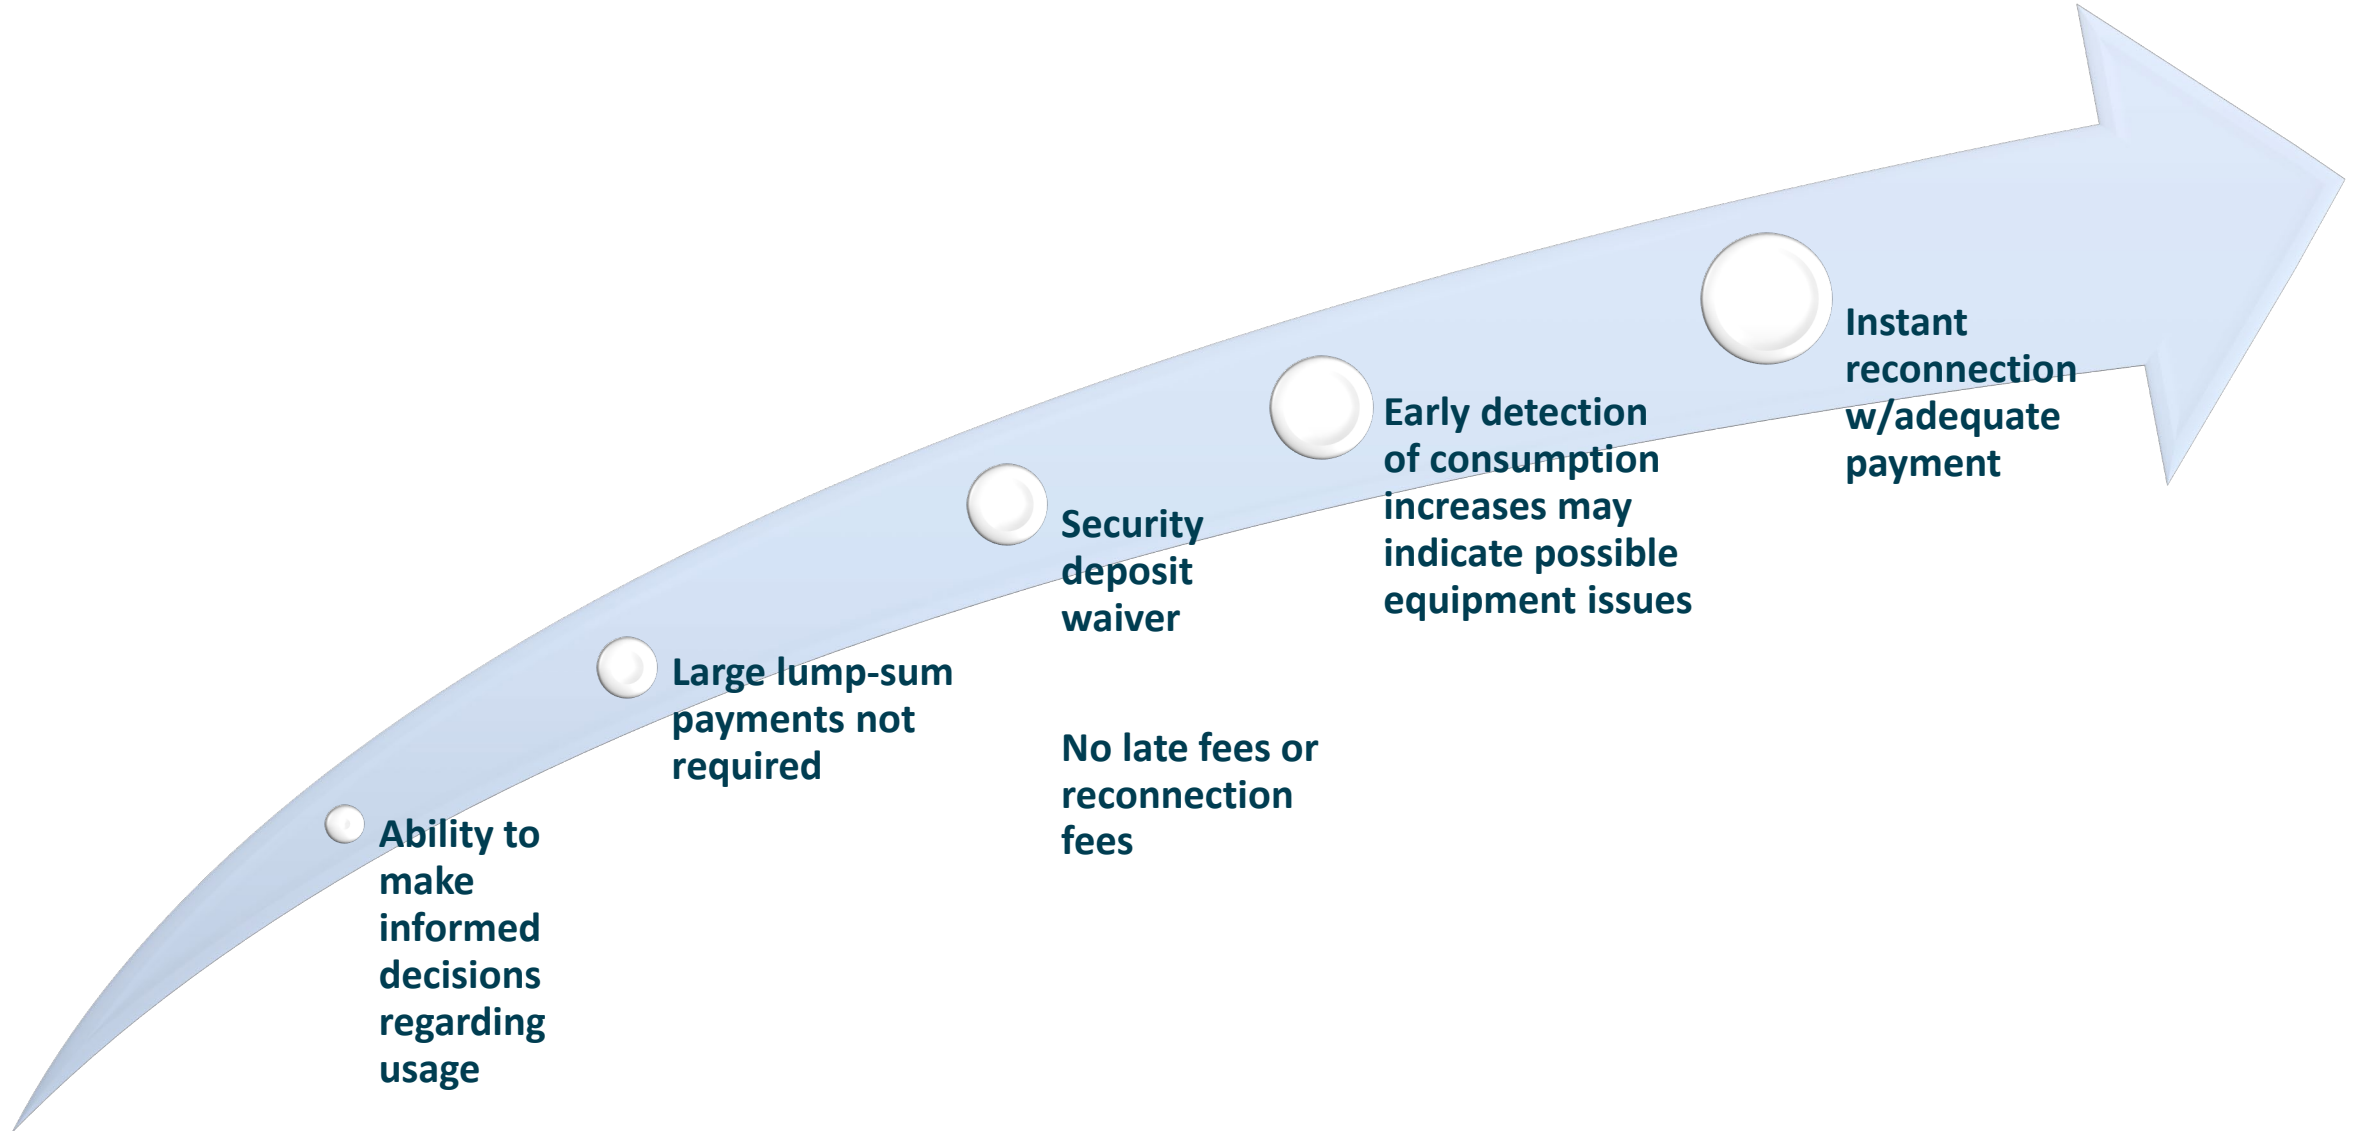 Ability to
make
informed
decisions
regarding
usage
Large lump-sum
payments not
required
Security
deposit
waiver
No late fees or
reconnection
fees
Early detection
of consumption
increases may
indicate possible
equipment issues
Instant
reconnection
w/adequate
payment